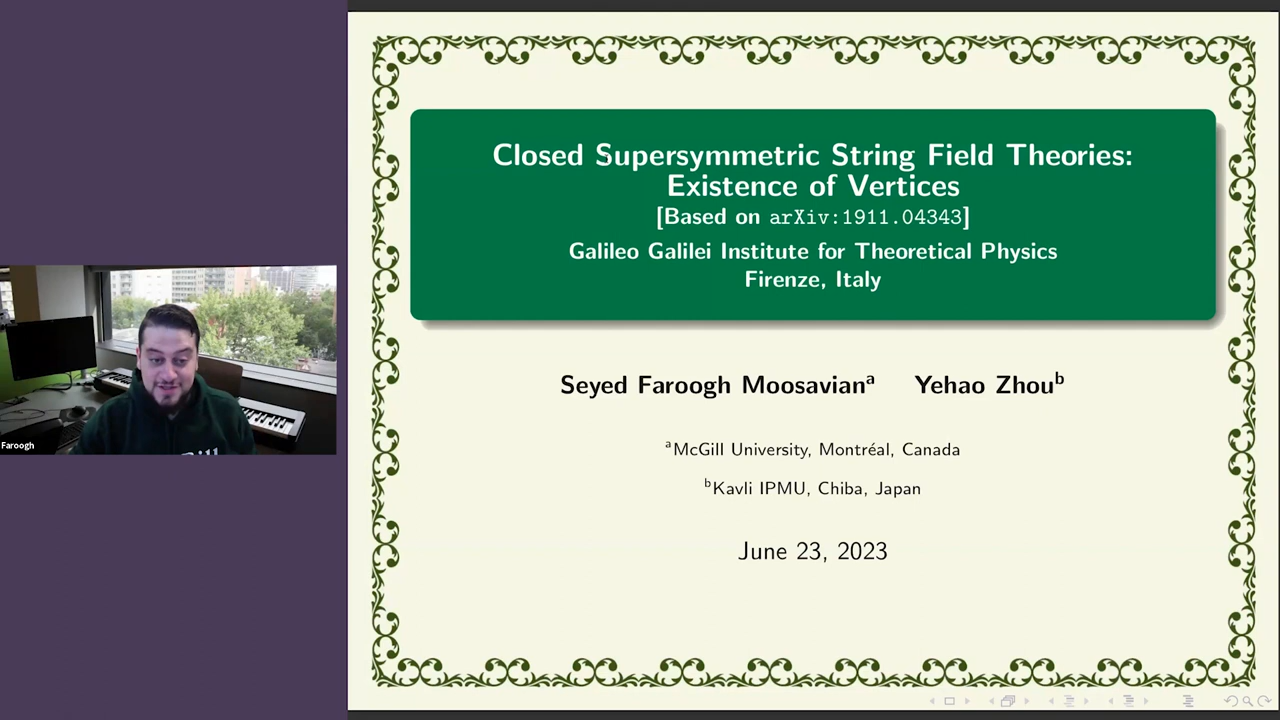 Closed Supersymmetric String Field Theories:
Existence of Vertices
[Based on arXiv:1911.04343]
Galileo Galilei Institute for Theoretical Physics
Firenze, Italy
Seyed Faroogh Moosavianᵃ Yehao Zhouᵇ
ᵃMcGill University, Montréal, Canada
ᵇKavli IPMU, Chiba, Japan
June 23, 2023
Faroogh